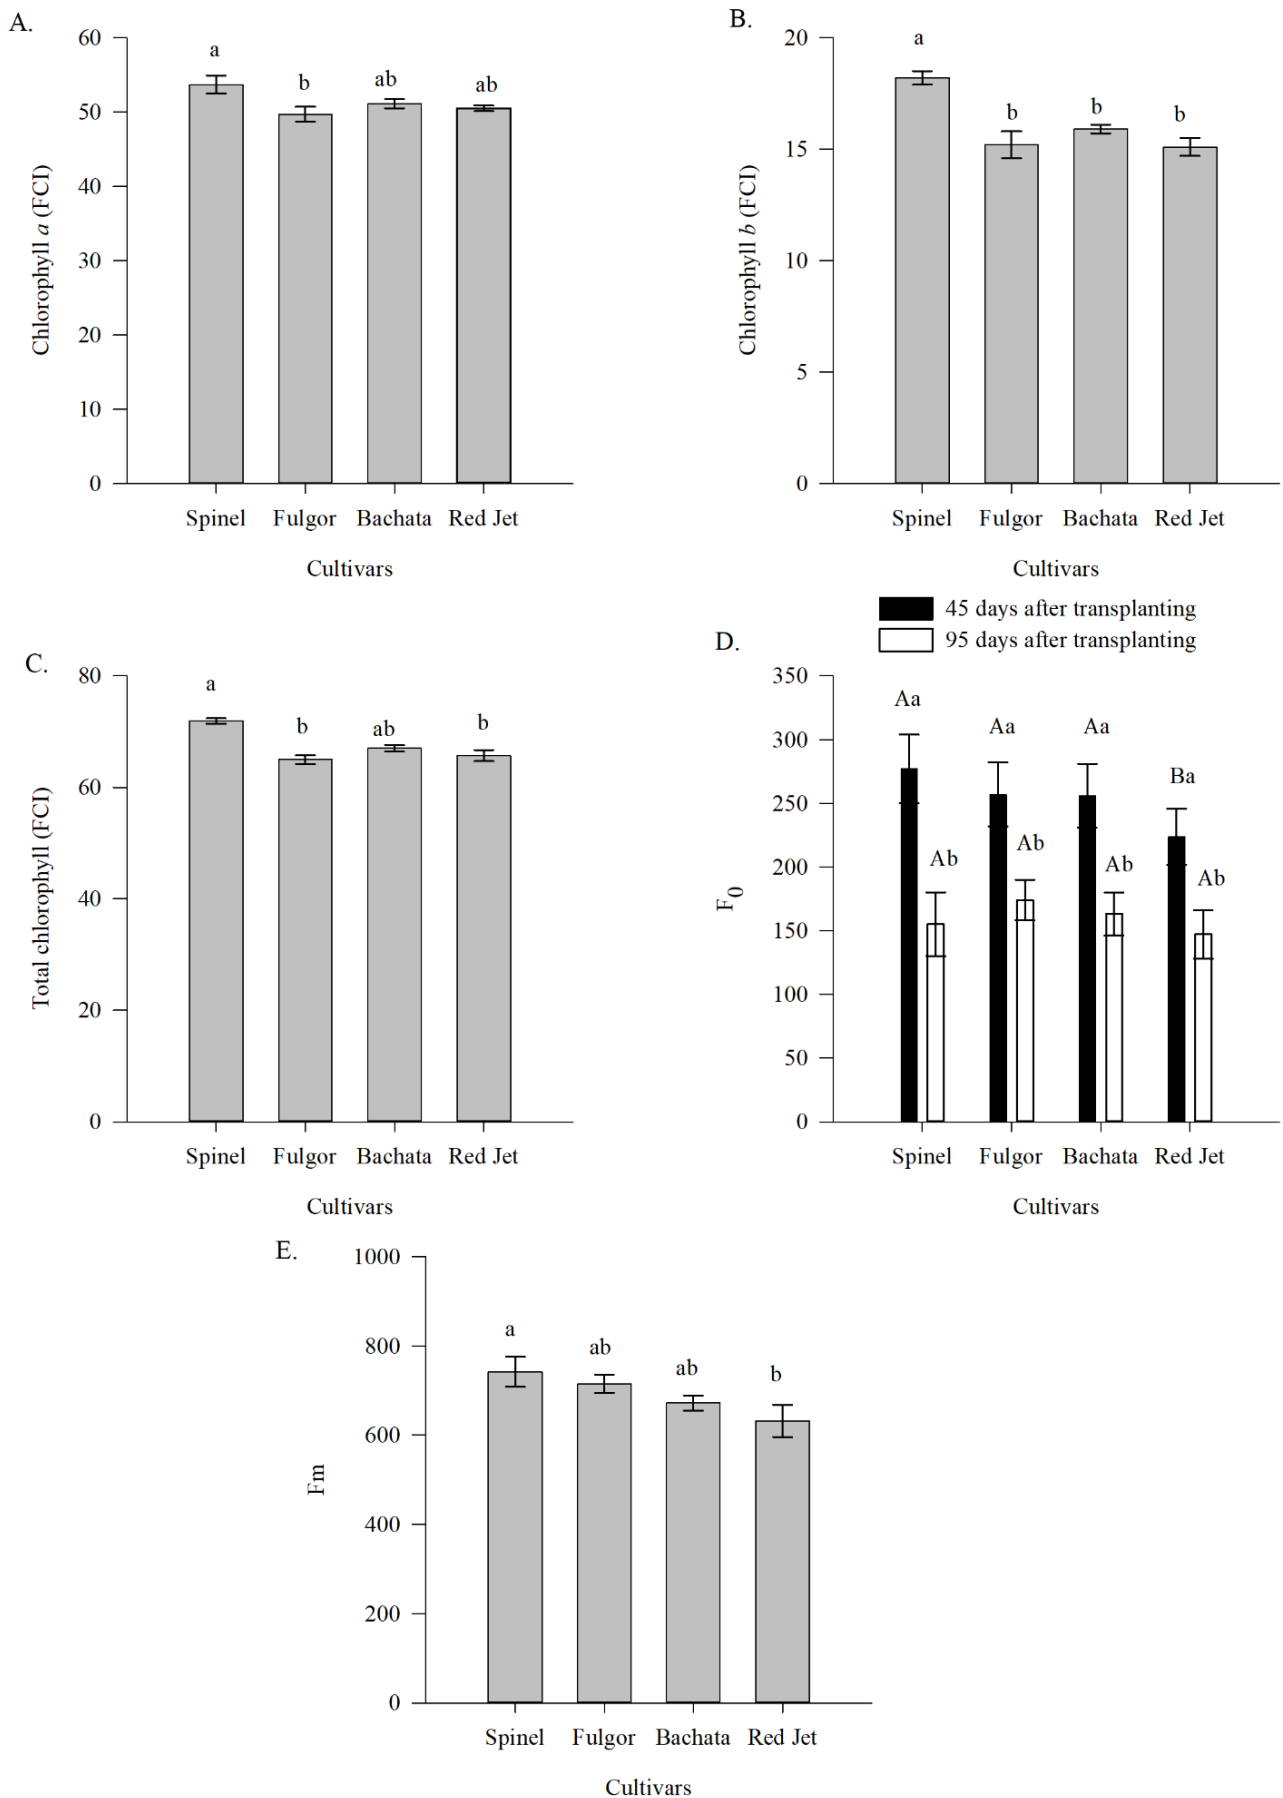 A.
60
50
40
30
20
10
0
Chlorophyll a (FCI)
a
b
ab
ab
Spinel Fulgor Bachata Red Jet
Cultivars
B.
20
15
10
5
0
Chlorophyll b (FCI)
a
b
b
b
Spinel Fulgor Bachata Red Jet
Cultivars
C.
80
60
40
20
0
Total chlorophyll (FCI)
a
b
ab
b
Spinel Fulgor Bachata Red Jet
Cultivars
45 days after transplanting
95 days after transplanting
D.
350
300
250
200
150
100
50
0
F0
Aa
Ab
Aa
Ab
Aa
Ab
Ba
Ab
Spinel Fulgor Bachata Red Jet
Cultivars
E.
1000
800
600
400
200
0
Fm
a
ab
ab
b
Spinel Fulgor Bachata Red Jet
Cultivars